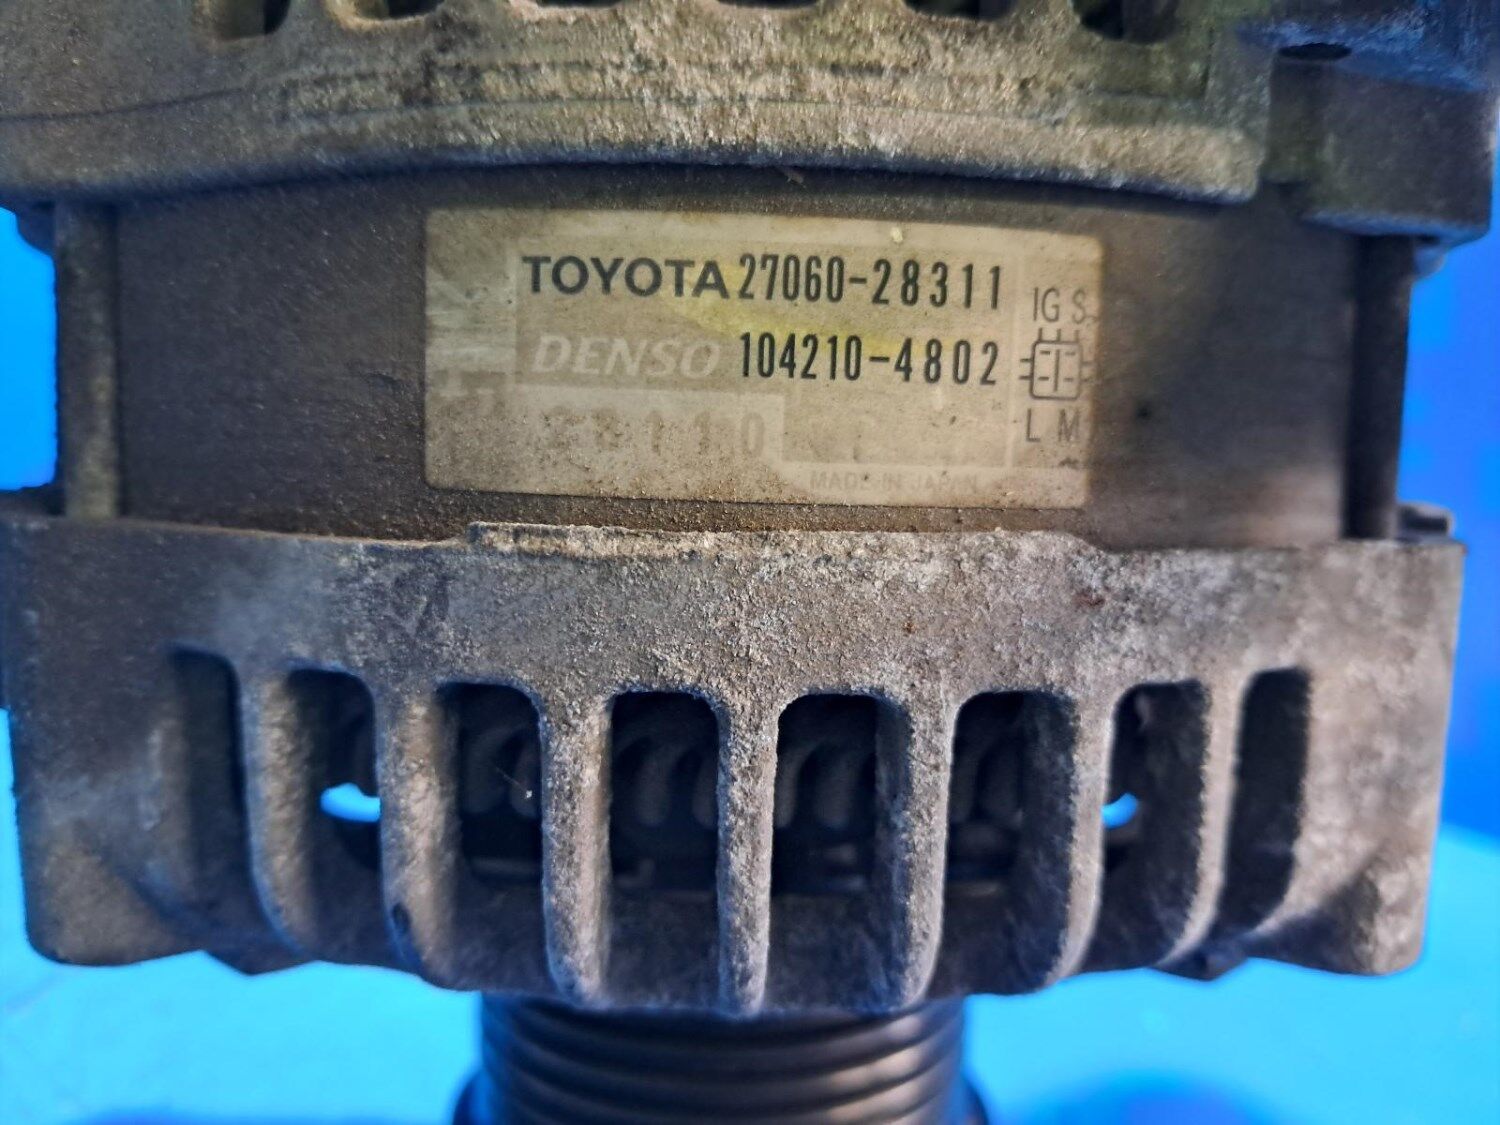 TOYOTA 27060-28311
DENSO 104210-4802
IG S
L M
MADE IN JAPAN